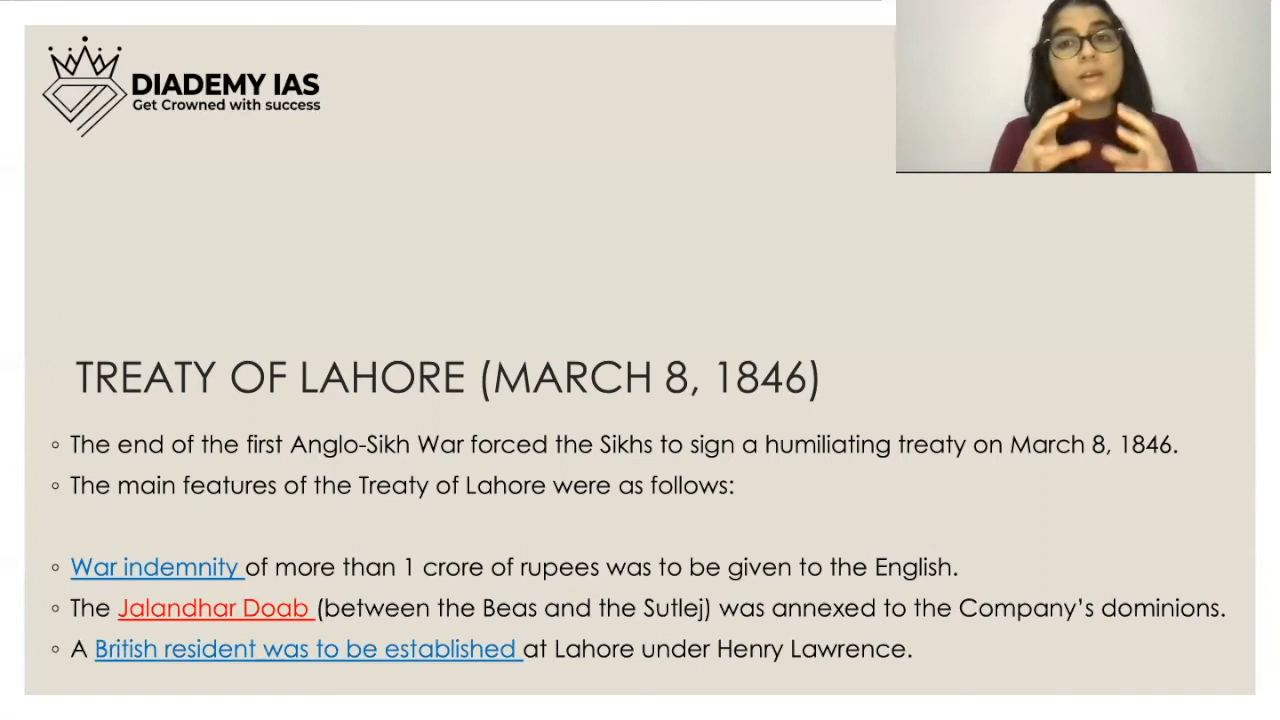 DIADEMY IAS
Get Crowned with success
TREATY OF LAHORE (MARCH 8, 1846)
◦ The end of the first Anglo-Sikh War forced the Sikhs to sign a humiliating treaty on March 8, 1846.
◦ The main features of the Treaty of Lahore were as follows:
◦ War indemnity of more than 1 crore of rupees was to be given to the English.
◦ The Jalandhar Doab (between the Beas and the Sutlej) was annexed to the Company’s dominions.
◦ A British resident was to be established at Lahore under Henry Lawrence.